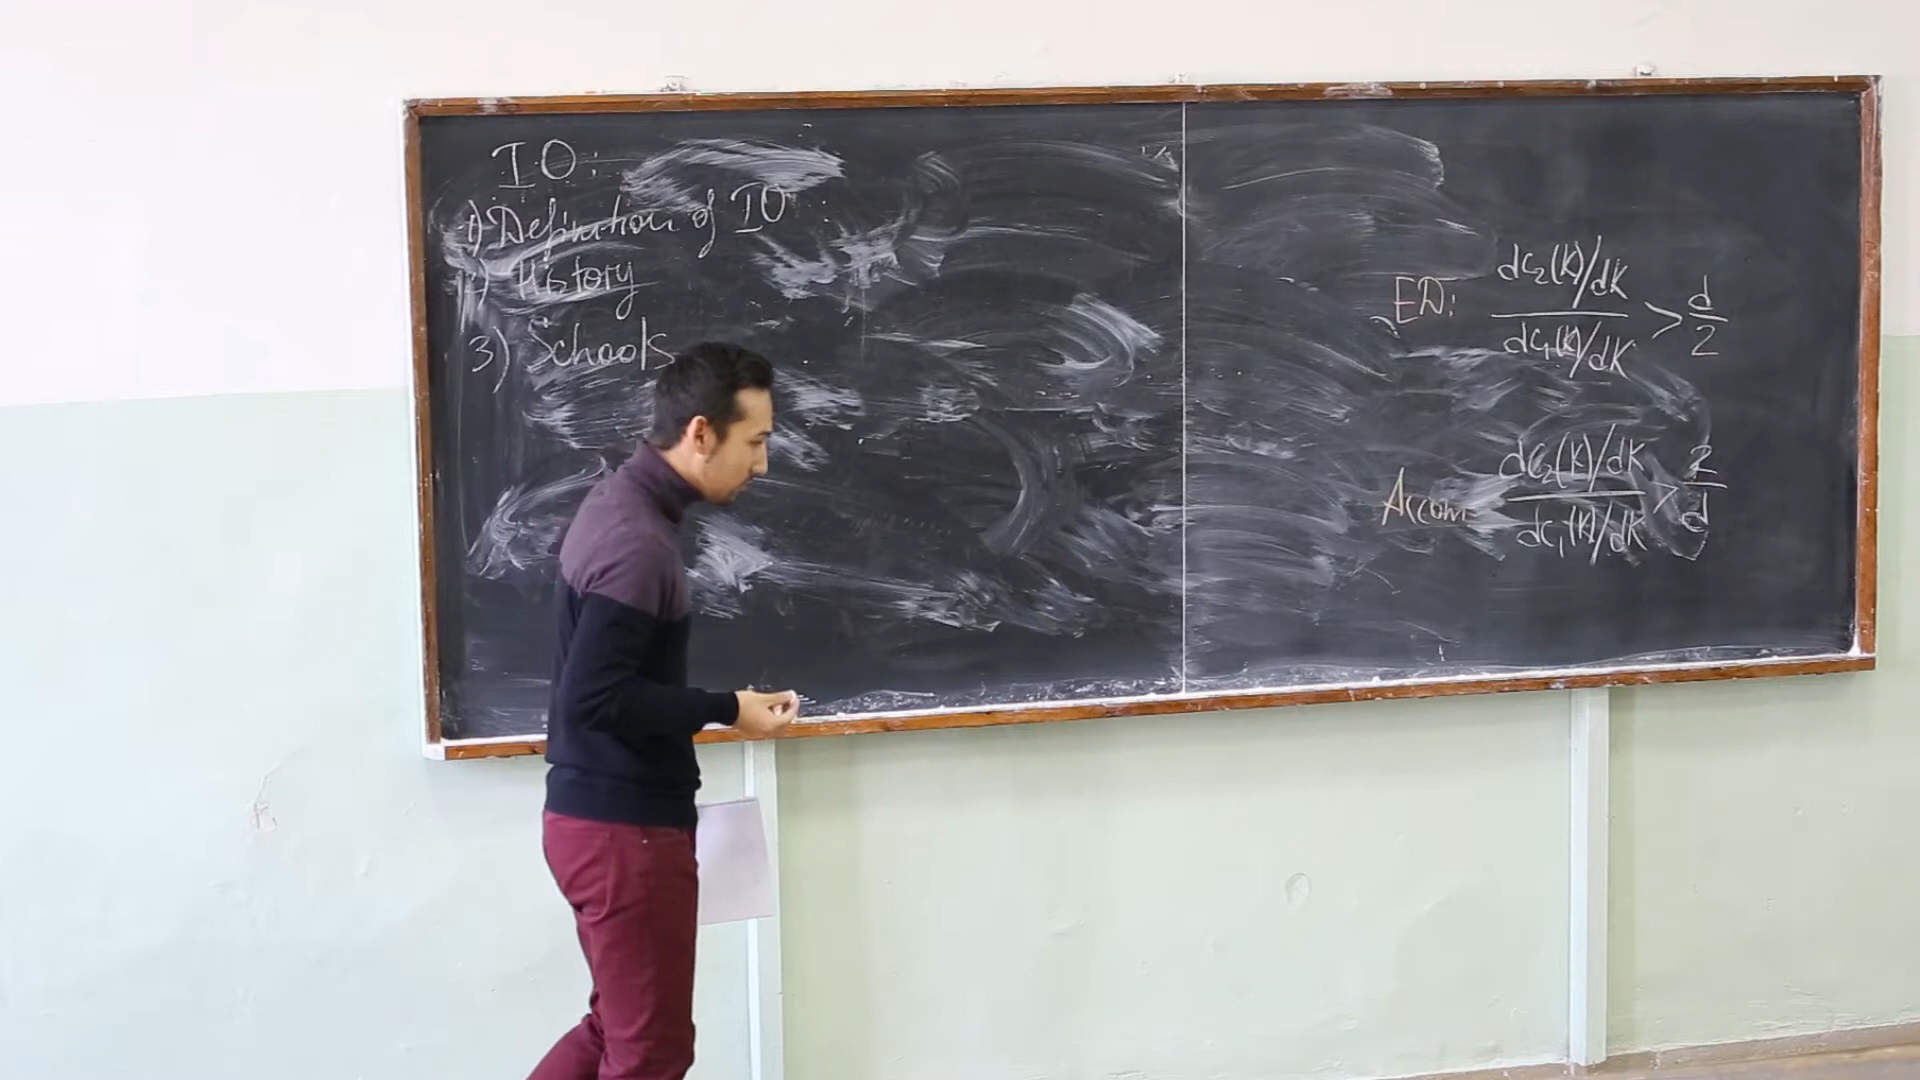 IO:
1) Definition of IO
2) History
3) Schools
ED: dC₂(K)/dK / dC₁(K)/dK > d/2
Accom dC₂(K)/dK / dC₁(K)/dK > 2/d